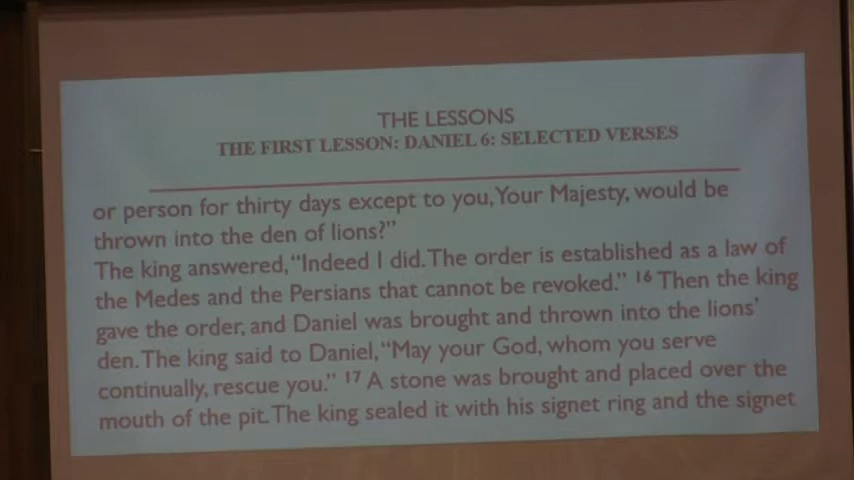 THE LESSONS
THE FIRST LESSON: DANIEL 6: SELECTED VERSES
or person for thirty days except to you, Your Majesty, would be
thrown into the den of lions?”
The king answered, “Indeed I did. The order is established as a law of
the Medes and the Persians that cannot be revoked.” 16 Then the king
gave the order, and Daniel was brought and thrown into the lions’
den. The king said to Daniel, “May your God, whom you serve
continually, rescue you.” 17 A stone was brought and placed over the
mouth of the pit. The king sealed it with his signet ring and the signet